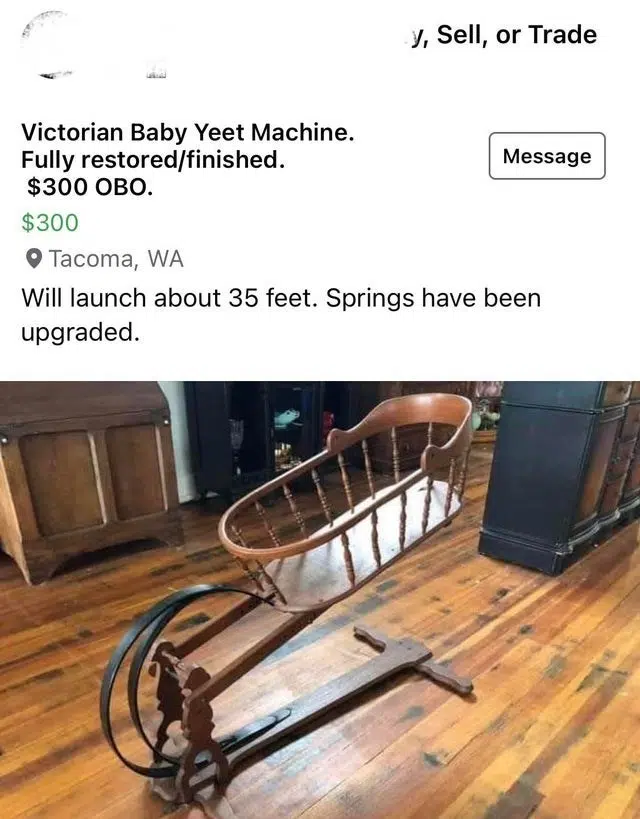 y, Sell, or Trade
Victorian Baby Yeet Machine.
Fully restored/finished.
$300 OBO.
Message
$300
Tacoma, WA
Will launch about 35 feet. Springs have been
upgraded.